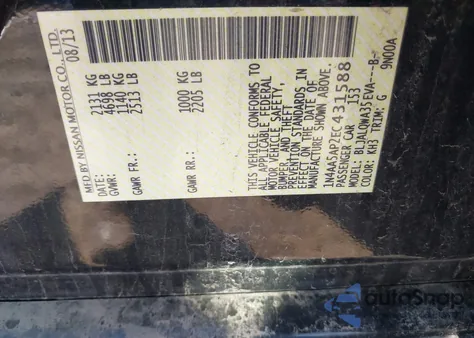 MFD BY NISSAN MOTOR CO., LTD.
DATE: 08/13
GVWR: 2131 KG
4698 LB
GAWR FR: 1140 KG
2513 LB
GAWR RR: 1000 KG
2205 LB
THIS VEHICLE CONFORMS TO
ALL APPLICABLE FEDERAL
MOTOR VEHICLE SAFETY,
BUMPER, AND THEFT
PREVENTION STANDARDS IN
EFFECT ON THE DATE OF
MANUFACTURE SHOWN ABOVE.
1N4AA5AP7EC431588
PASSENGER CAR 153
MODEL: BLJALQWA35EVA---B-
COLOR: KH3 TRIM: G 9N00A
autoSnap